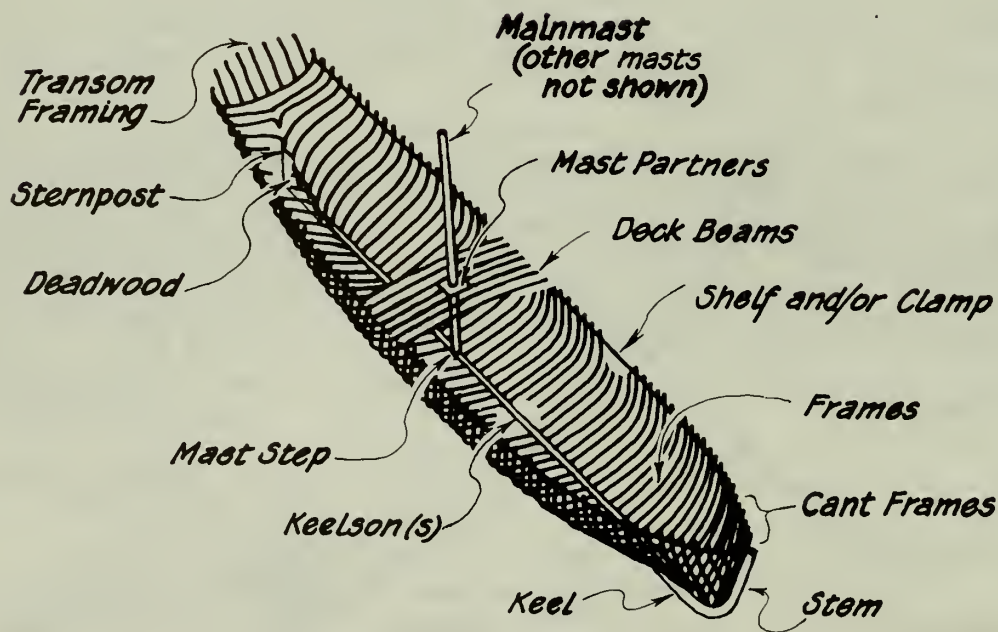 Mainmast
(other masts
not shown)
Transom
Framing
Mast Partners
Sternpost
Deck Beams
Deadwood
Shelf and/or Clamp
Frames
Mast Step
Cant Frames
Keelson(s)
Keel
Stem